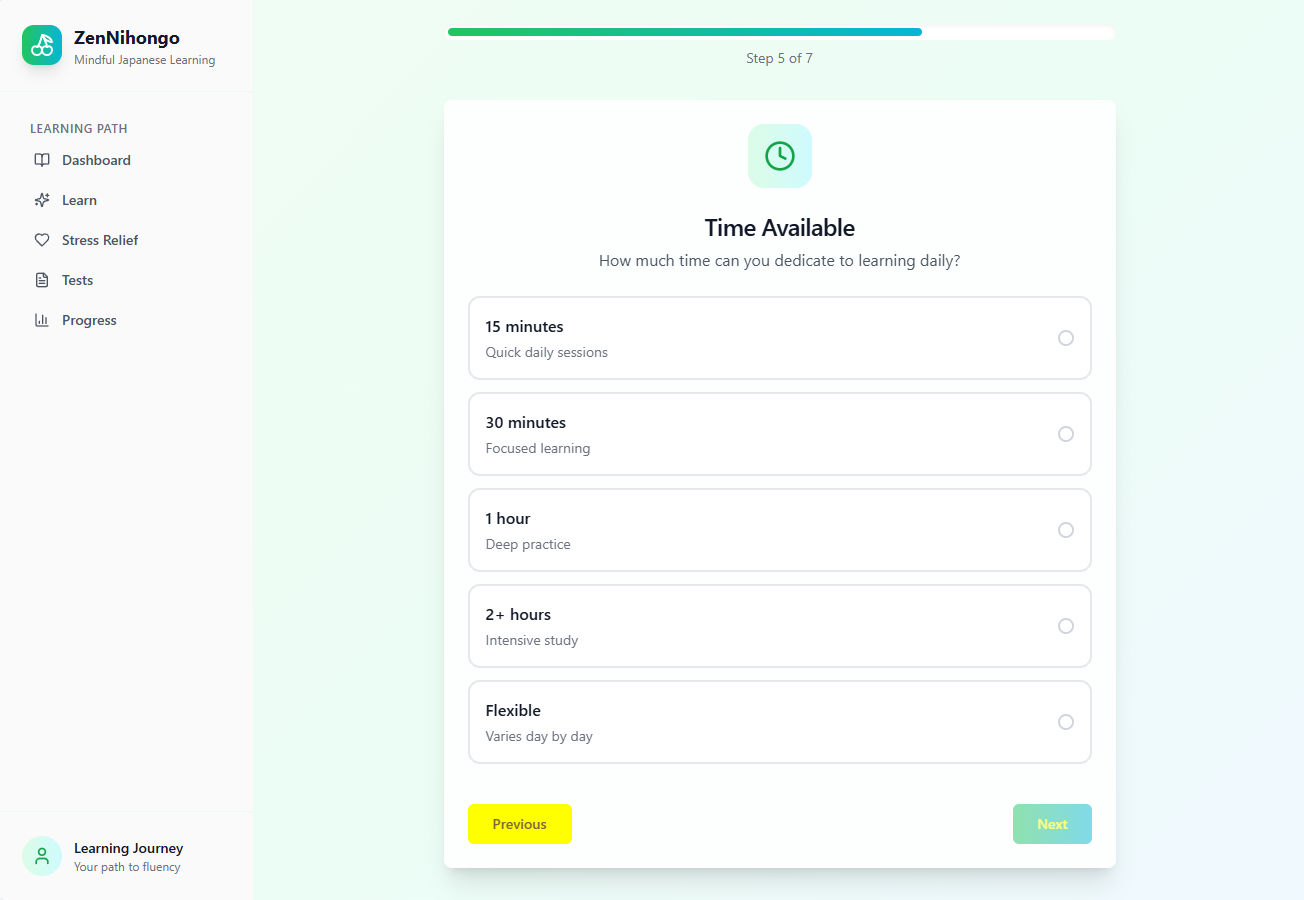 ZenNihongo
Mindful Japanese Learning
LEARNING PATH
Dashboard
Learn
Stress Relief
Tests
Progress
Learning Journey
Your path to fluency
Step 5 of 7
Time Available
How much time can you dedicate to learning daily?
15 minutes
Quick daily sessions
30 minutes
Focused learning
1 hour
Deep practice
2+ hours
Intensive study
Flexible
Varies day by day
Previous
Next